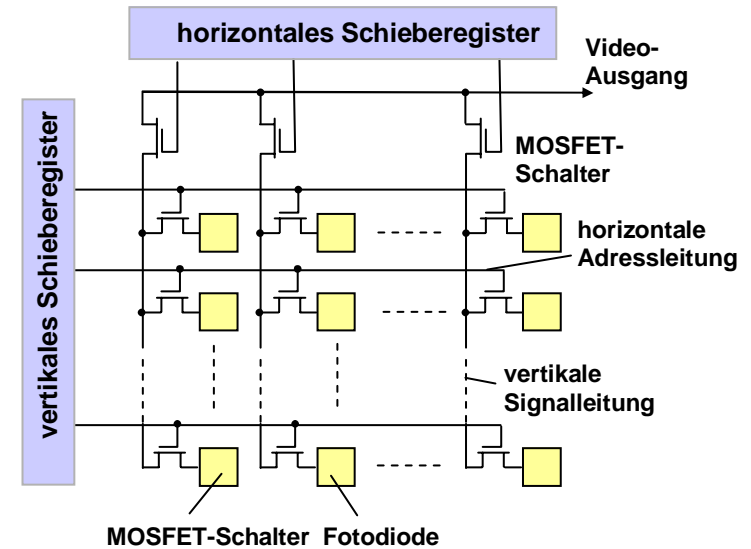 horizontales Schieberegister
Video-
Ausgang
vertikales Schieberegister
MOSFET-
Schalter
horizontale
Adressleitung
vertikale
Signalleitung
MOSFET-Schalter Fotodiode